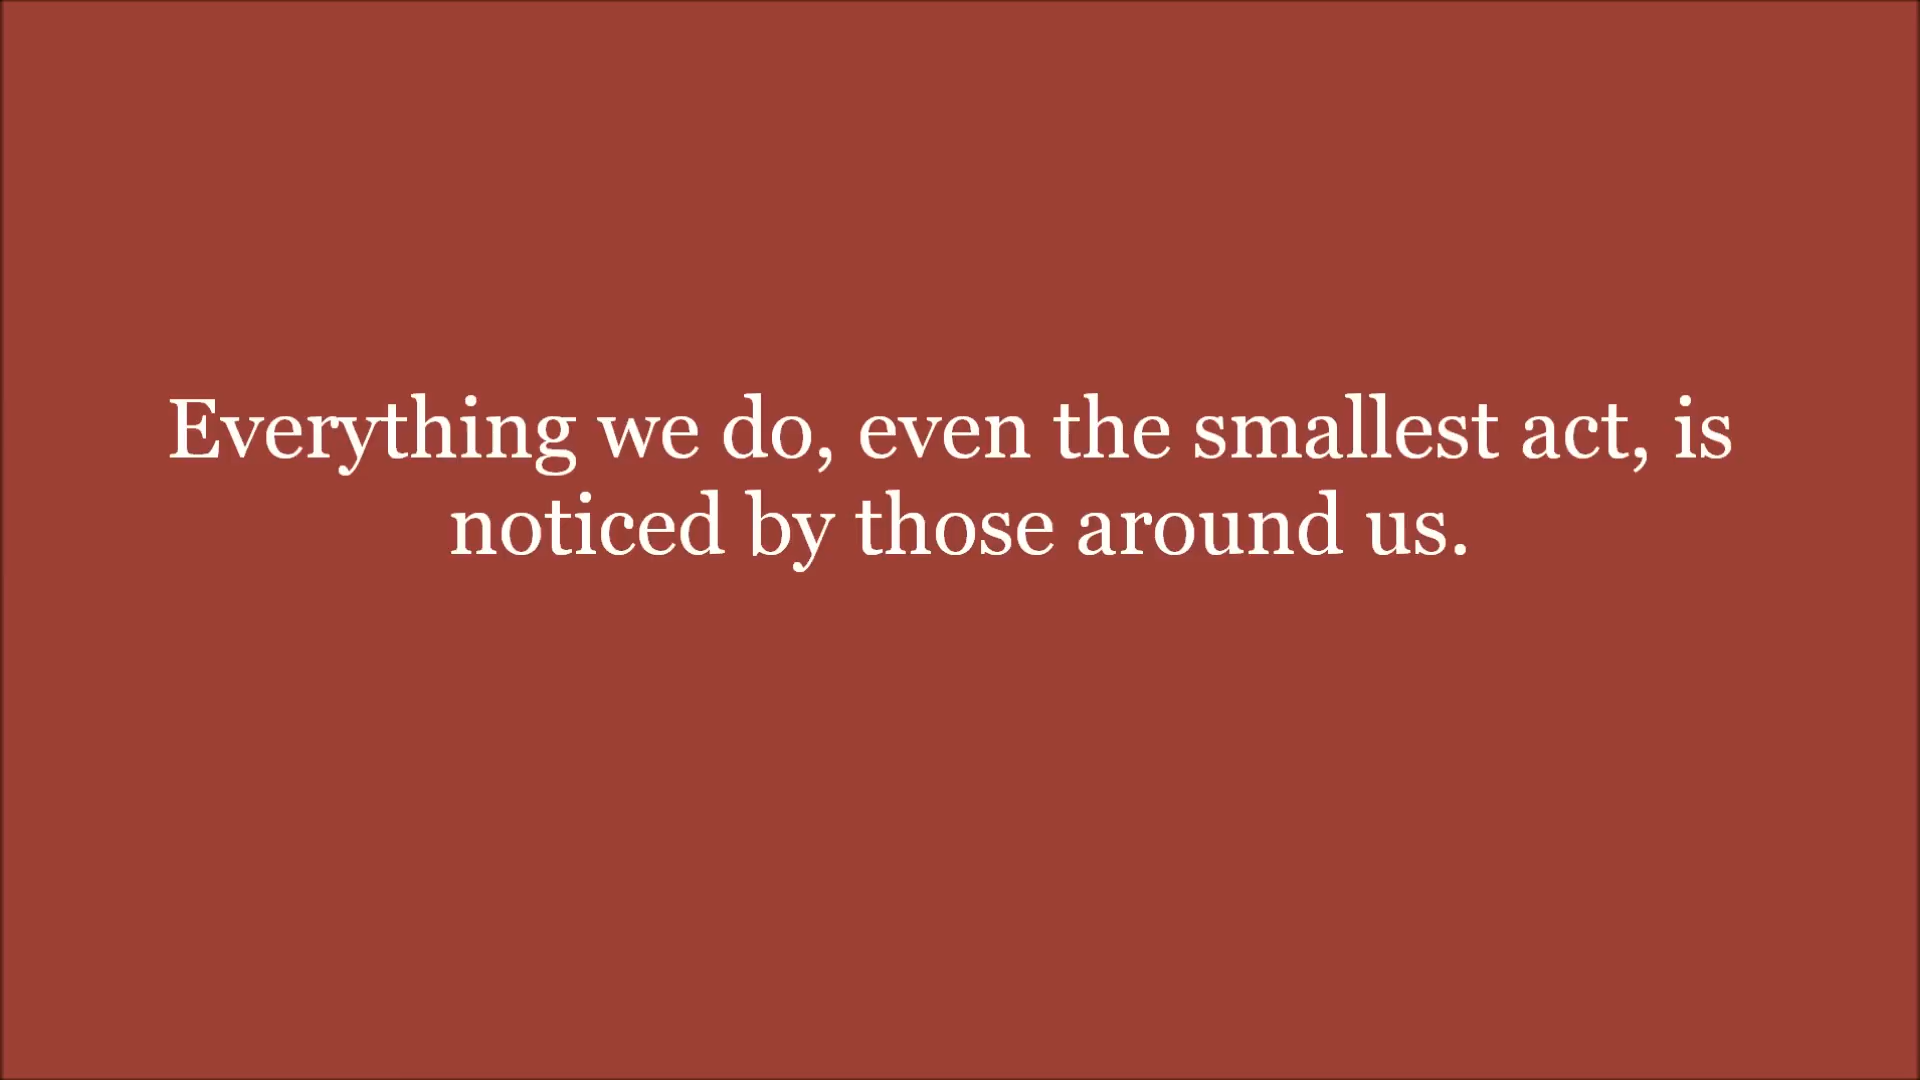 Everything we do, even the smallest act, is
noticed by those around us.